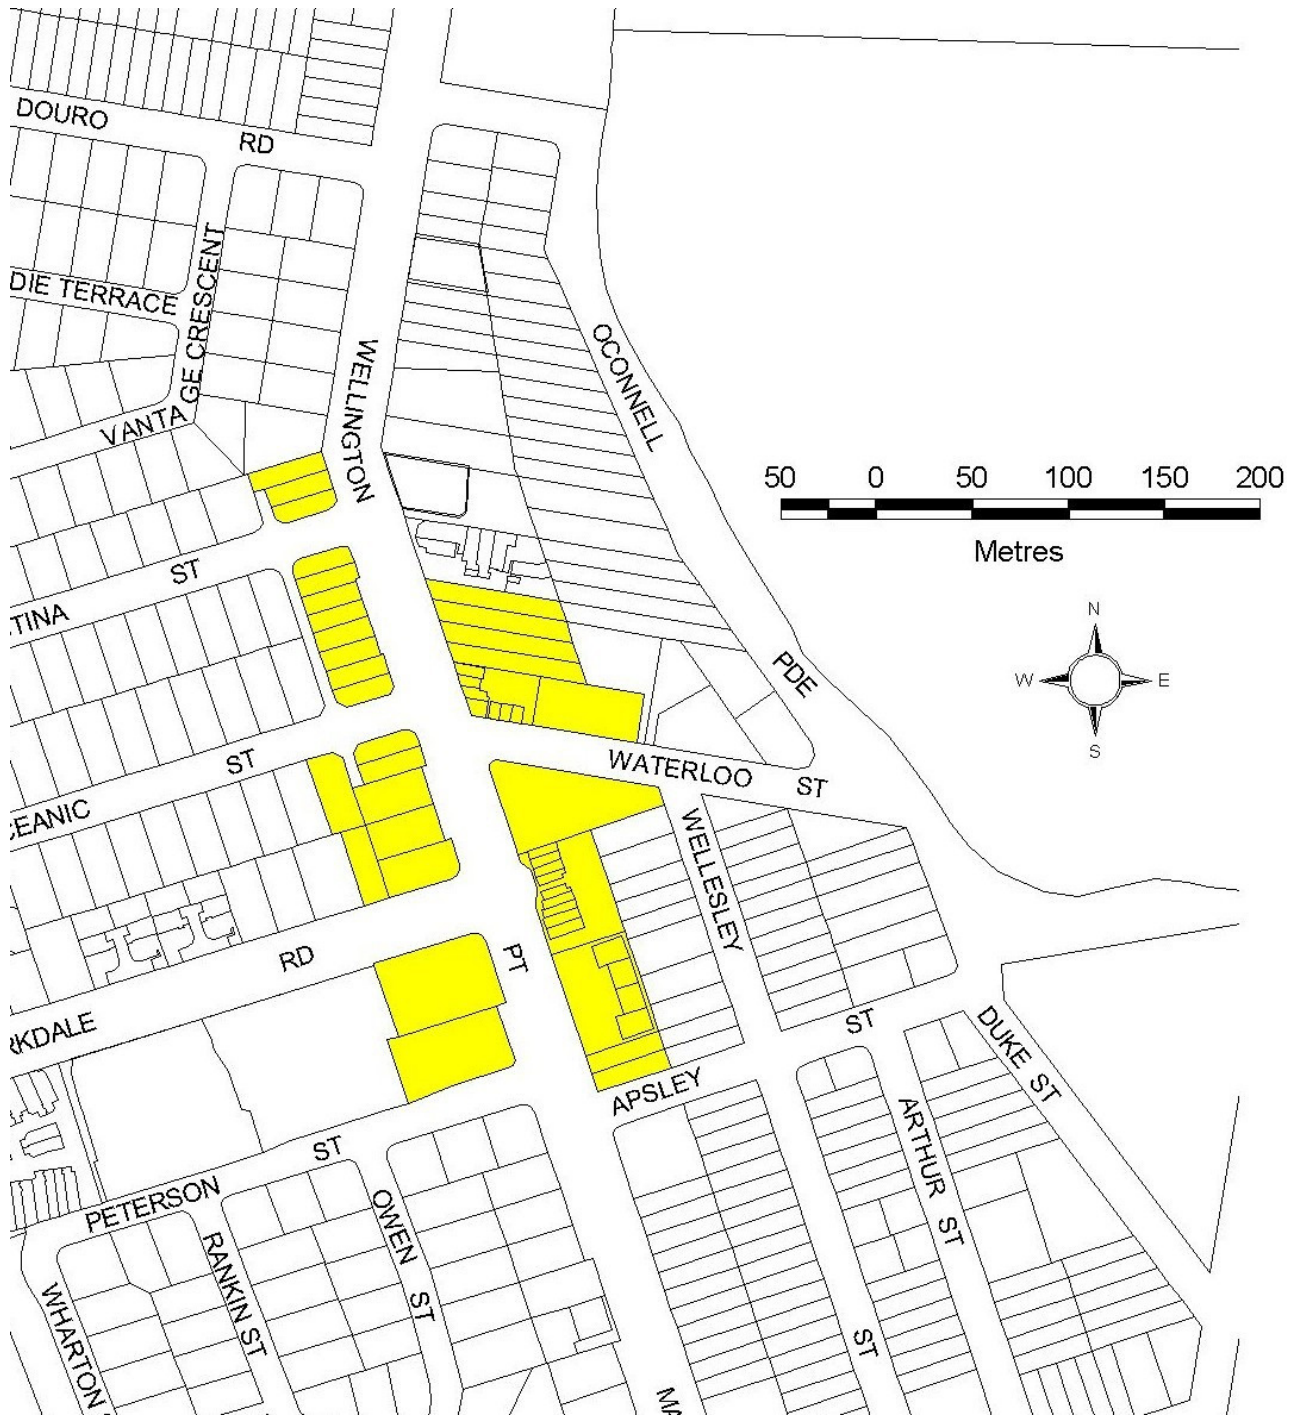 DOURO RD
DIE TERRACE
VANTA GE CRESCENT
WELLINGTON
OCONNELL
PDE
50 0 50 100 150 200
Metres
N
W E
S
TINA ST
CEANIC ST
WATERLOO ST
WELLESLEY
PT
RKDALE RD
APSLEY ST
DUKE ST
ARTHUR ST
PETERSON ST
OWEN ST
RANKIN ST
WHARTON
ST
MA